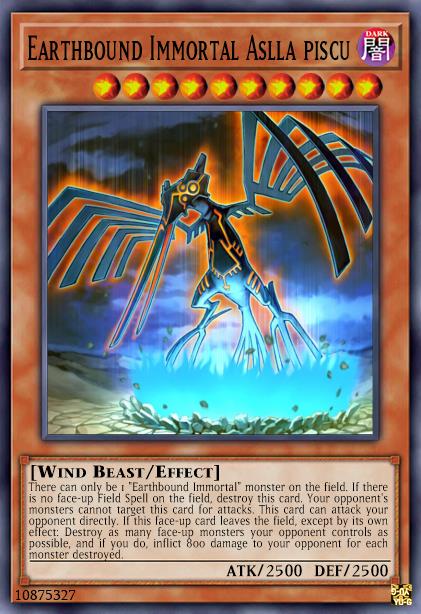 Earthbound Immortal Aslla piscu
DARK
闇
[Wind Beast/Effect]
There can only be 1 "Earthbound Immortal" monster on the field. If there
is no face-up Field Spell on the field, destroy this card. Your opponent's
monsters cannot target this card for attacks. This card can attack your
opponent directly. If this face-up card leaves the field, except by its own
effect: Destroy as many face-up monsters your opponent controls as
possible, and if you do, inflict 800 damage to your opponent for each
monster destroyed.
ATK/2500 DEF/2500
10875327